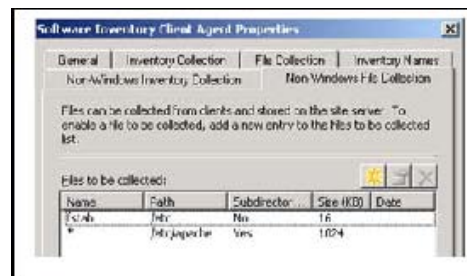 Software Inventory Client Agent Properties
General Inventory Collection File Collection Inventory Names
Non-Windows Inventory Collection Non Windows File Collection
Files can be collected from clients and stored on the site server. To
enable a file to be collected, add a new entry to the files to be collected
list.
Files to be collected:
Name Path Subdirector... Size (KB) Date
fstab /etc No 16
* /etc/apache Yes 1024